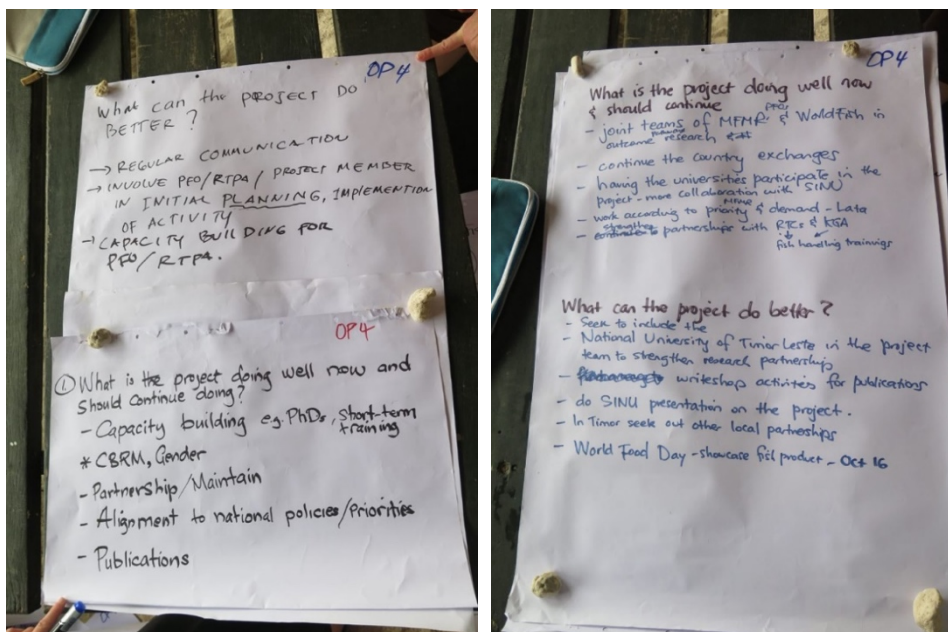 OP4
What can the PROJECT DO
BETTER ?
→ REGULAR COMMUNICATION
→ INVOLVE PFO/RTPA/PROJECT MEMBER
IN INITIAL PLANNING, IMPLEMENTION
OF ACTIVITY
→ CAPACITY BUILDING FOR
PFO/RTPA.
OP4
① What is the project doing well now and
should continue doing?
- Capacity building e.g. PhDs, short-term
training
* CBRM, Gender
- Partnership/Maintain
- Alignment to national policies/Priorities
- Publications
OP4
What is the project doing well now
& should continue
PFOs
- joint teams of MFMR & WorldFish in
outcome research
- continue the country exchanges
- having the universities participate in the
project - more collaboration with SINU
MFMR
- work according to priority & demand - Lata
strengthen
- partnerships with RTCs & KGA
fish handling trainings
What can the project do better?
- Seek to include the
- National University of Timor Leste in the project
team to strengthen research partnership
- writeshop activities for publications
- do SINU presentation on the project.
- In Timor seek out other local partneships
- World Food Day - showcase fish product - Oct 16